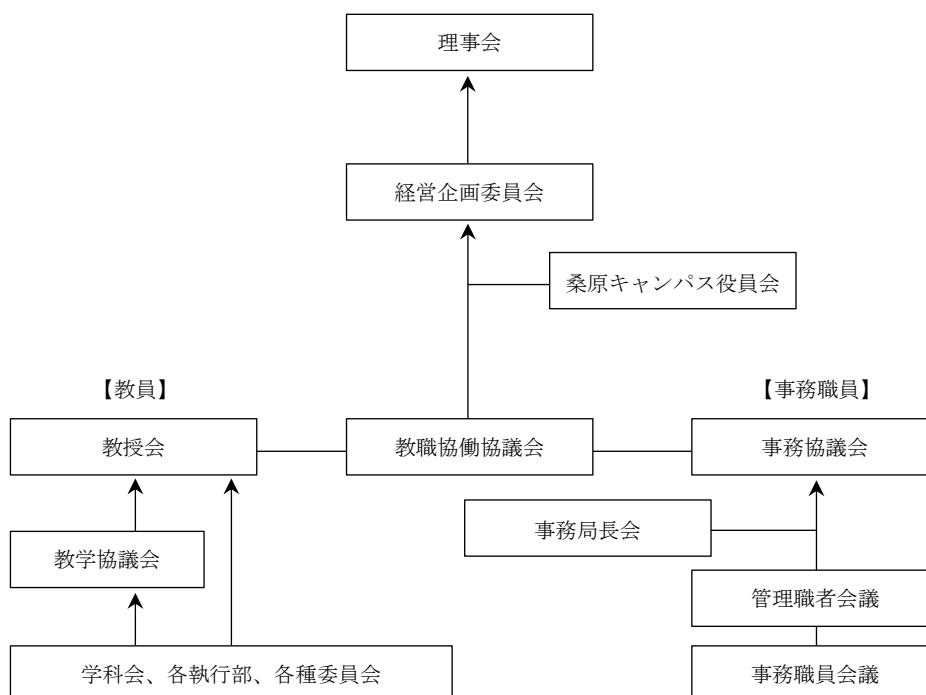 理事会
経営企画委員会
桑原キャンパス役員会
【教員】
【事務職員】
教授会
教職協働協議会
事務協議会
事務局長会
教学協議会
管理職者会議
学科会、各執行部、各種委員会
事務職員会議